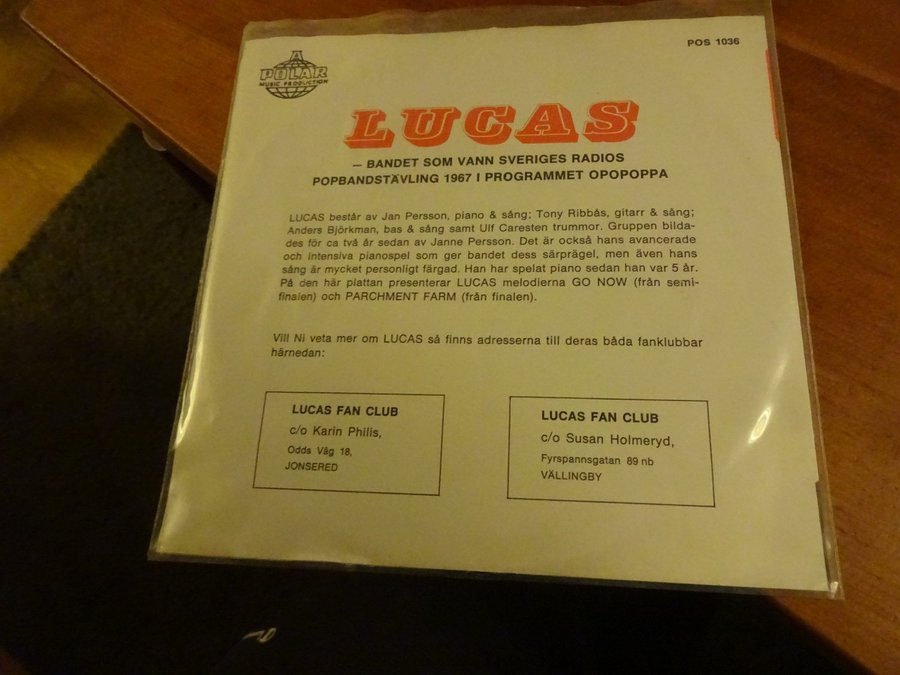 POS 1036
A
POLAR
MUSIC PRODUCTION
LUCAS
— BANDET SOM VANN SVERIGES RADIOS
POPBANDSTÄVLING 1967 I PROGRAMMET OPOPOPPA
LUCAS består av Jan Persson, piano & sång; Tony Ribbås, gitarr & sång;
Anders Björkman, bas & sång samt Ulf Caresten trummor. Gruppen bilda-
des för ca två år sedan av Janne Persson. Det är också hans avancerade
och intensiva pianospel som ger bandet dess särprägel, men även hans
sång är mycket personligt färgad. Han har spelat piano sedan han var 5 år.
På den här plattan presenterar LUCAS melodierna GO NOW (från semi-
finalen) och PARCHMENT FARM (från finalen).
Vill Ni veta mer om LUCAS så finns adresserna till deras båda fanklubbar
härnedan:
LUCAS FAN CLUB
c/o Karin Philis,
Odds Väg 18,
JONSERED
LUCAS FAN CLUB
c/o Susan Holmeryd,
Fyrspannsgatan 89 nb
VÄLLINGBY